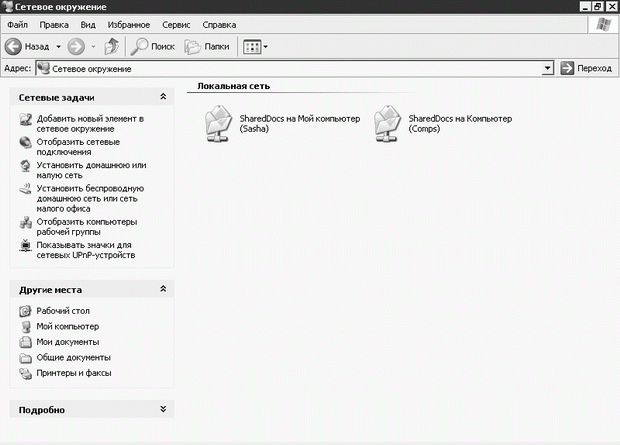 Сетевое окружение
Файл Правка Вид Избранное Сервис Справка
Назад Поиск Папки
Адрес: Сетевое окружение Переход
Сетевые задачи
Добавить новый элемент в
сетевое окружение
Отобразить сетевые
подключения
Установить домашнюю или
малую сеть
Установить беспроводную
домашнюю сеть или сеть
малого офиса
Отобразить компьютеры
рабочей группы
Показывать значки для
сетевых UPnP-устройств
Другие места
Рабочий стол
Мой компьютер
Мои документы
Общие документы
Принтеры и факсы
Подробно
Локальная сеть
SharedDocs на Мой компьютер
(Sasha)
SharedDocs на Компьютер
(Comps)